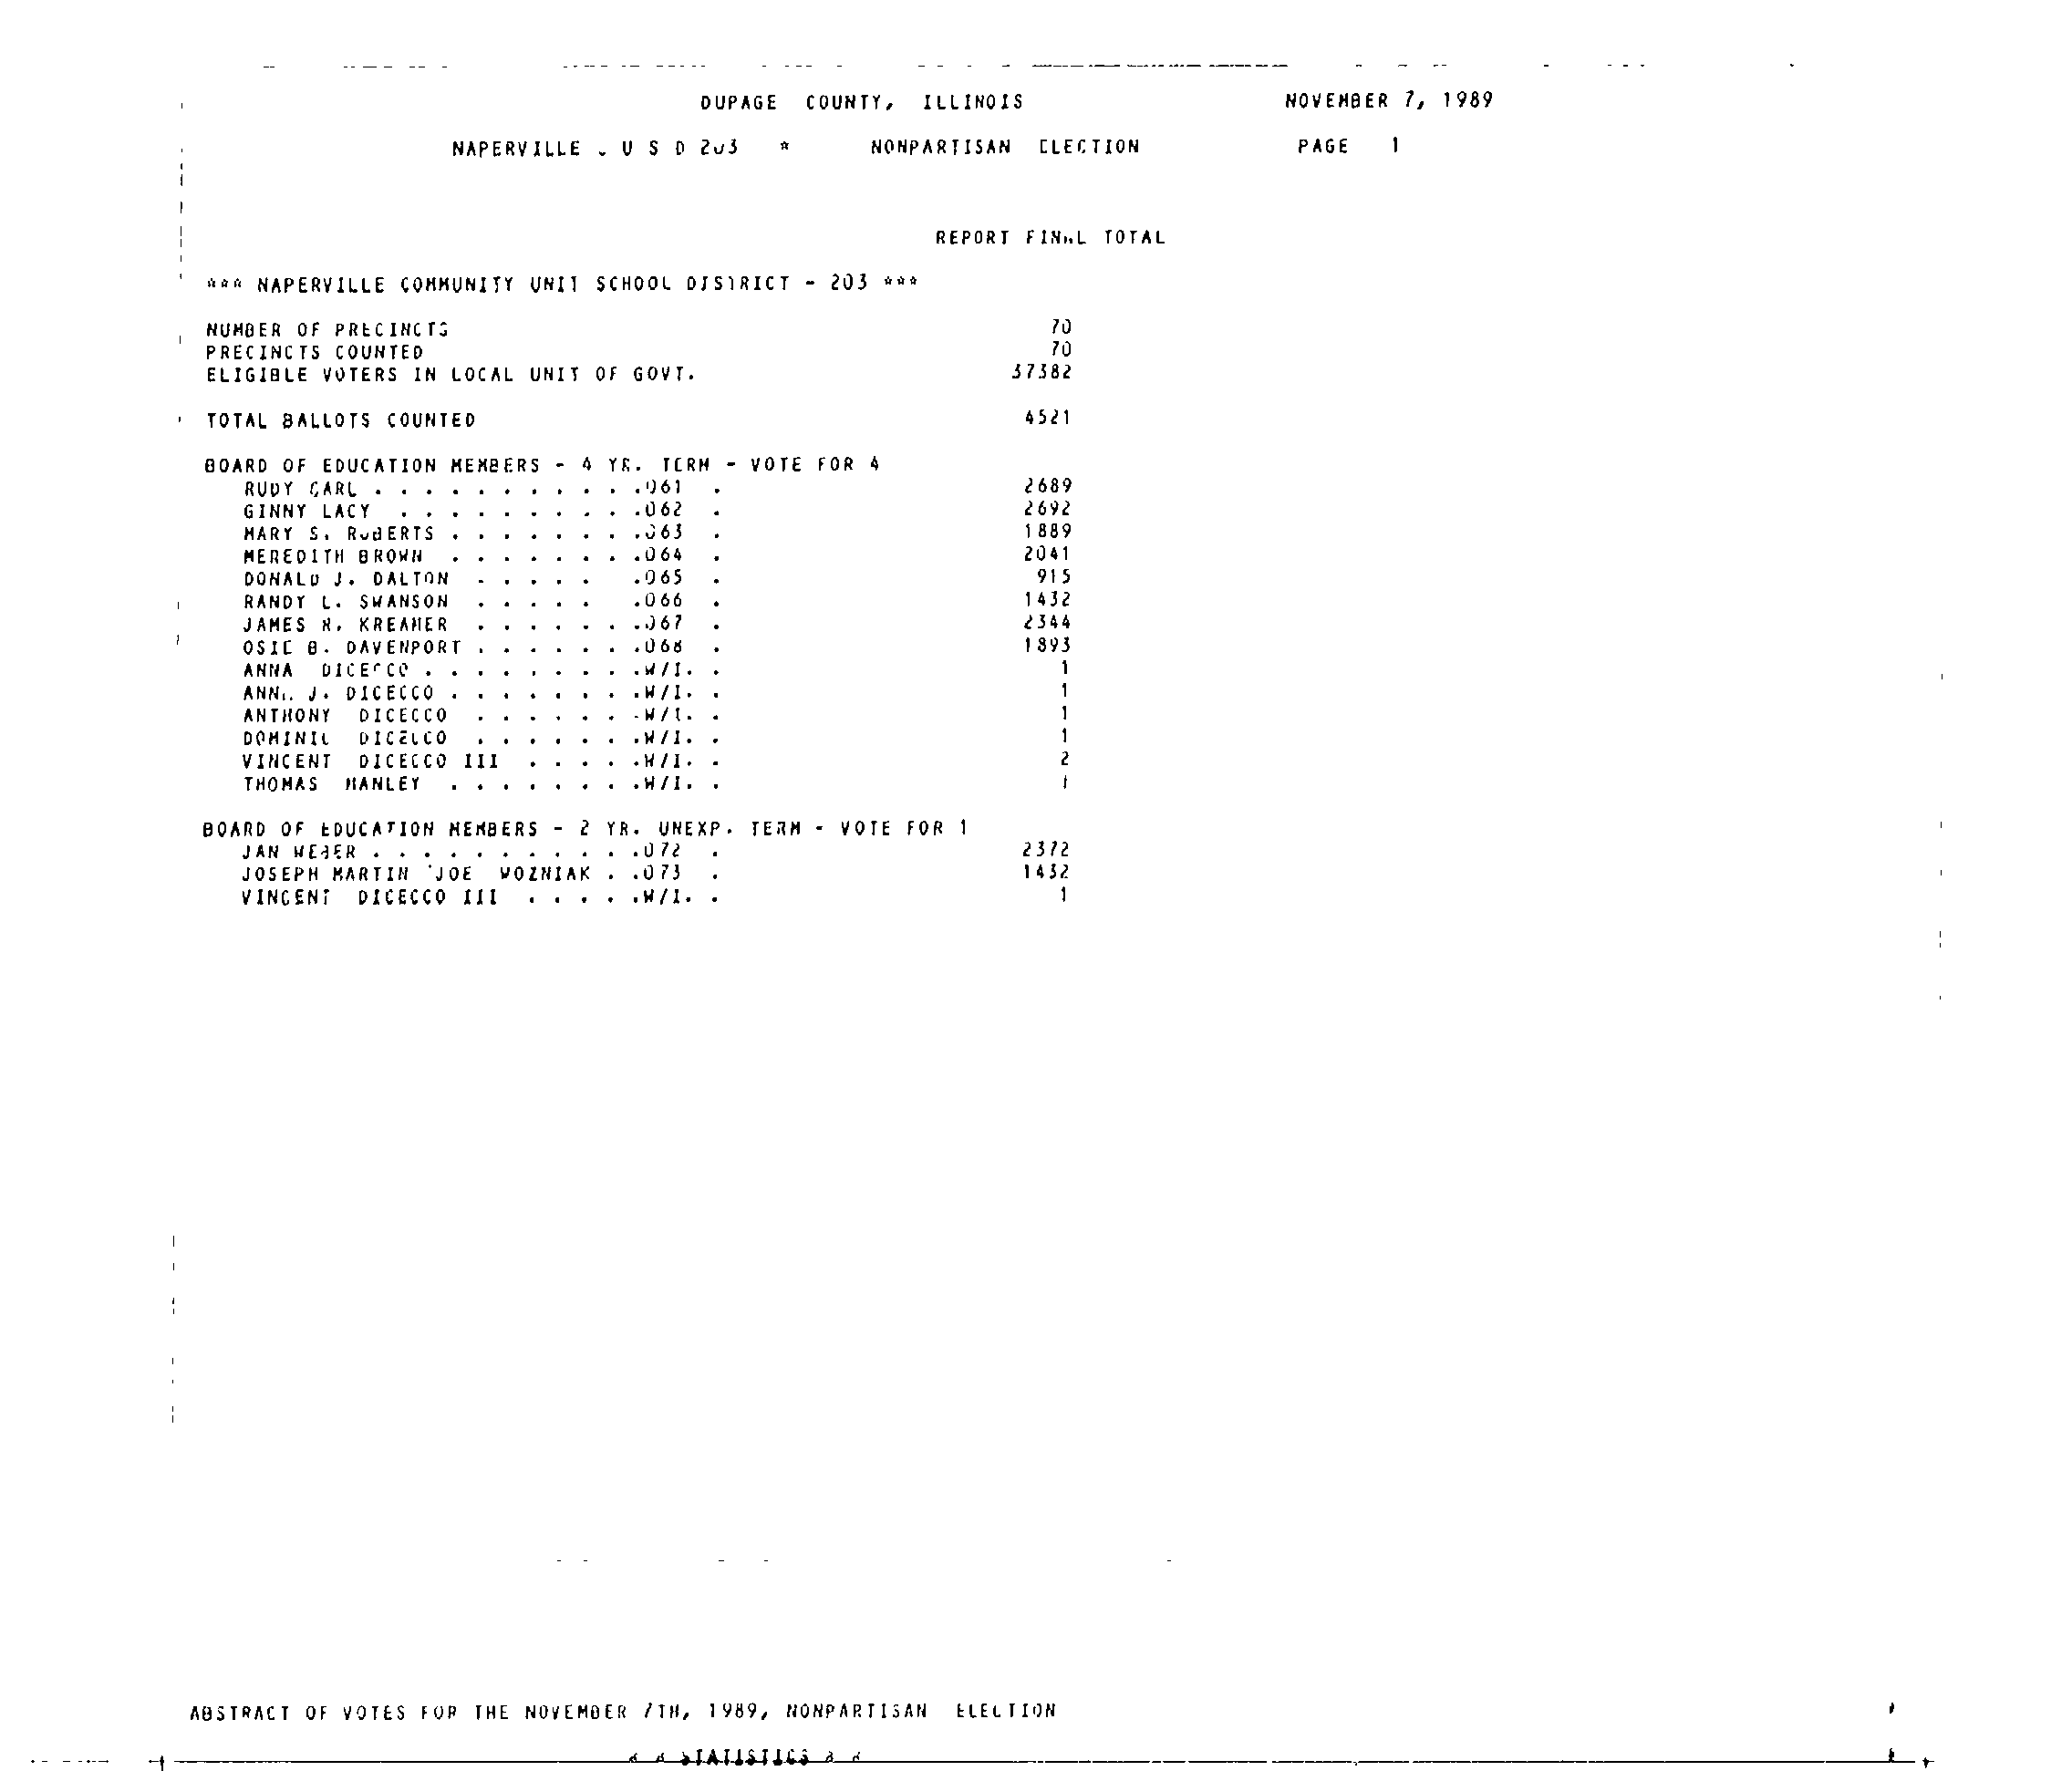 DUPAGE COUNTY, ILLINOIS NOVEMBER 7, 1989
NAPERVILLE U S D 203 * NONPARTISAN ELECTION PAGE 1
REPORT FINAL TOTAL
*** NAPERVILLE COMMUNITY UNIT SCHOOL DISTRICT - 203 ***
NUMBER OF PRECINCTS 70
PRECINCTS COUNTED 70
ELIGIBLE VOTERS IN LOCAL UNIT OF GOVT. 37382
TOTAL BALLOTS COUNTED 4521
BOARD OF EDUCATION MEMBERS - 4 YR. TERM - VOTE FOR 4
RUDY CARL . . . . . . . . . . .061 . 2689
GINNY LACY . . . . . . . . . .062 . 2692
MARY S. ROBERTS . . . . . . . .063 . 1889
MEREDITH BROWN . . . . . . . .064 . 2041
DONALD J. DALTON . . . . . .065 . 915
RANDY L. SWANSON . . . . . .066 . 1432
JAMES N. KREAMER . . . . . . .067 . 2344
OSIE B. DAVENPORT . . . . . . .068 . 1893
ANNA DICECCO . . . . . . . . .W/I. . 1
J. DICECCO . . . . . . . .W/I. . 1
ANTHONY DICECCO . . . . . . .W/I. . 1
DOMINIC DICECCO . . . . . . .W/I. . 1
VINCENT DICECCO III . . . . .W/I. . 2
THOMAS MANLEY . . . . . . . .W/I. . 1
BOARD OF EDUCATION MEMBERS - 2 YR. UNEXP. TERM - VOTE FOR 1
JAN WEBER . . . . . . . . . . .072 . 2372
JOSEPH MARTIN 'JOE WOZNIAK . .073 . 1432
VINCENT DICECCO III . . . . .W/I. . 1
ABSTRACT OF VOTES FOR THE NOVEMBER 7TH, 1989, NONPARTISAN ELECTION
* * STATISTICS * *